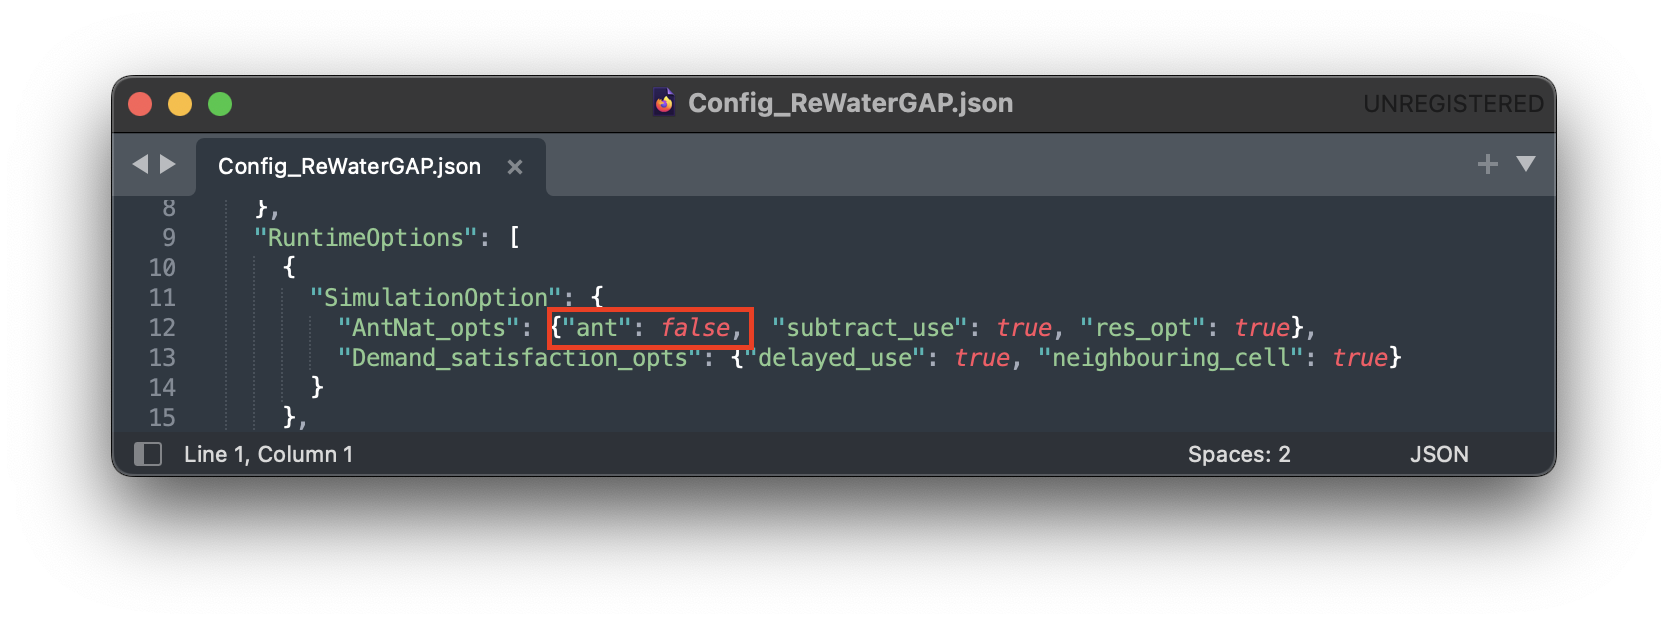 Config_ReWaterGAP.json
UNREGISTERED
Config_ReWaterGAP.json ×
8 },
9 "RuntimeOptions": [
10 {
11 "SimulationOption": {
12 "AntNat_opts": {"ant": false, "subtract_use": true, "res_opt": true},
13 "Demand_satisfaction_opts": {"delayed_use": true, "neighbouring_cell": true}
14 }
15 },
Line 1, Column 1
Spaces: 2
JSON